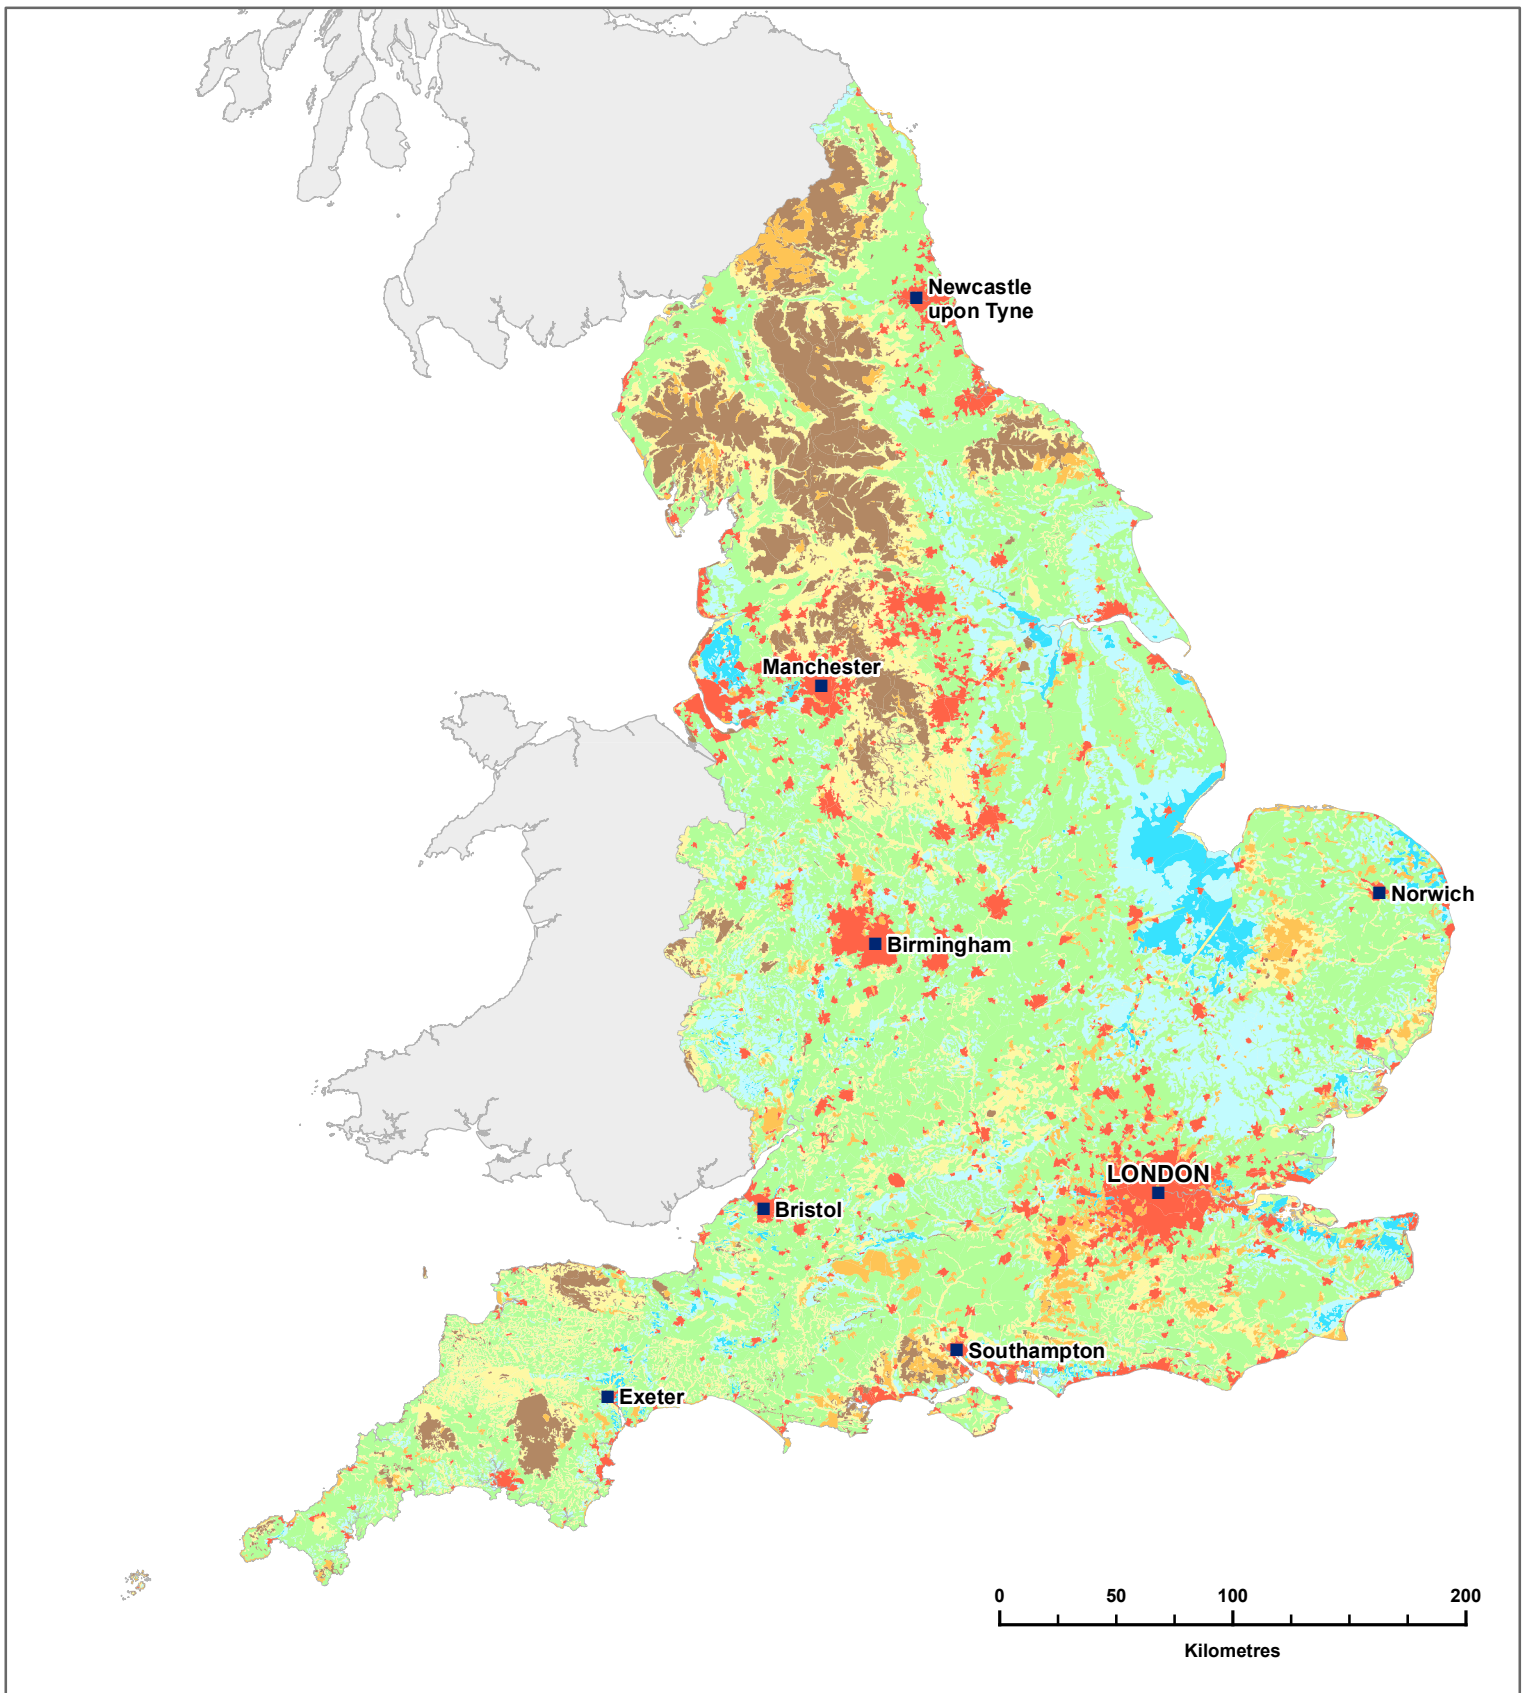 Newcastle
upon Tyne
Manchester
Norwich
Birmingham
LONDON
Bristol
Southampton
Exeter
0 50 100 200
Kilometres